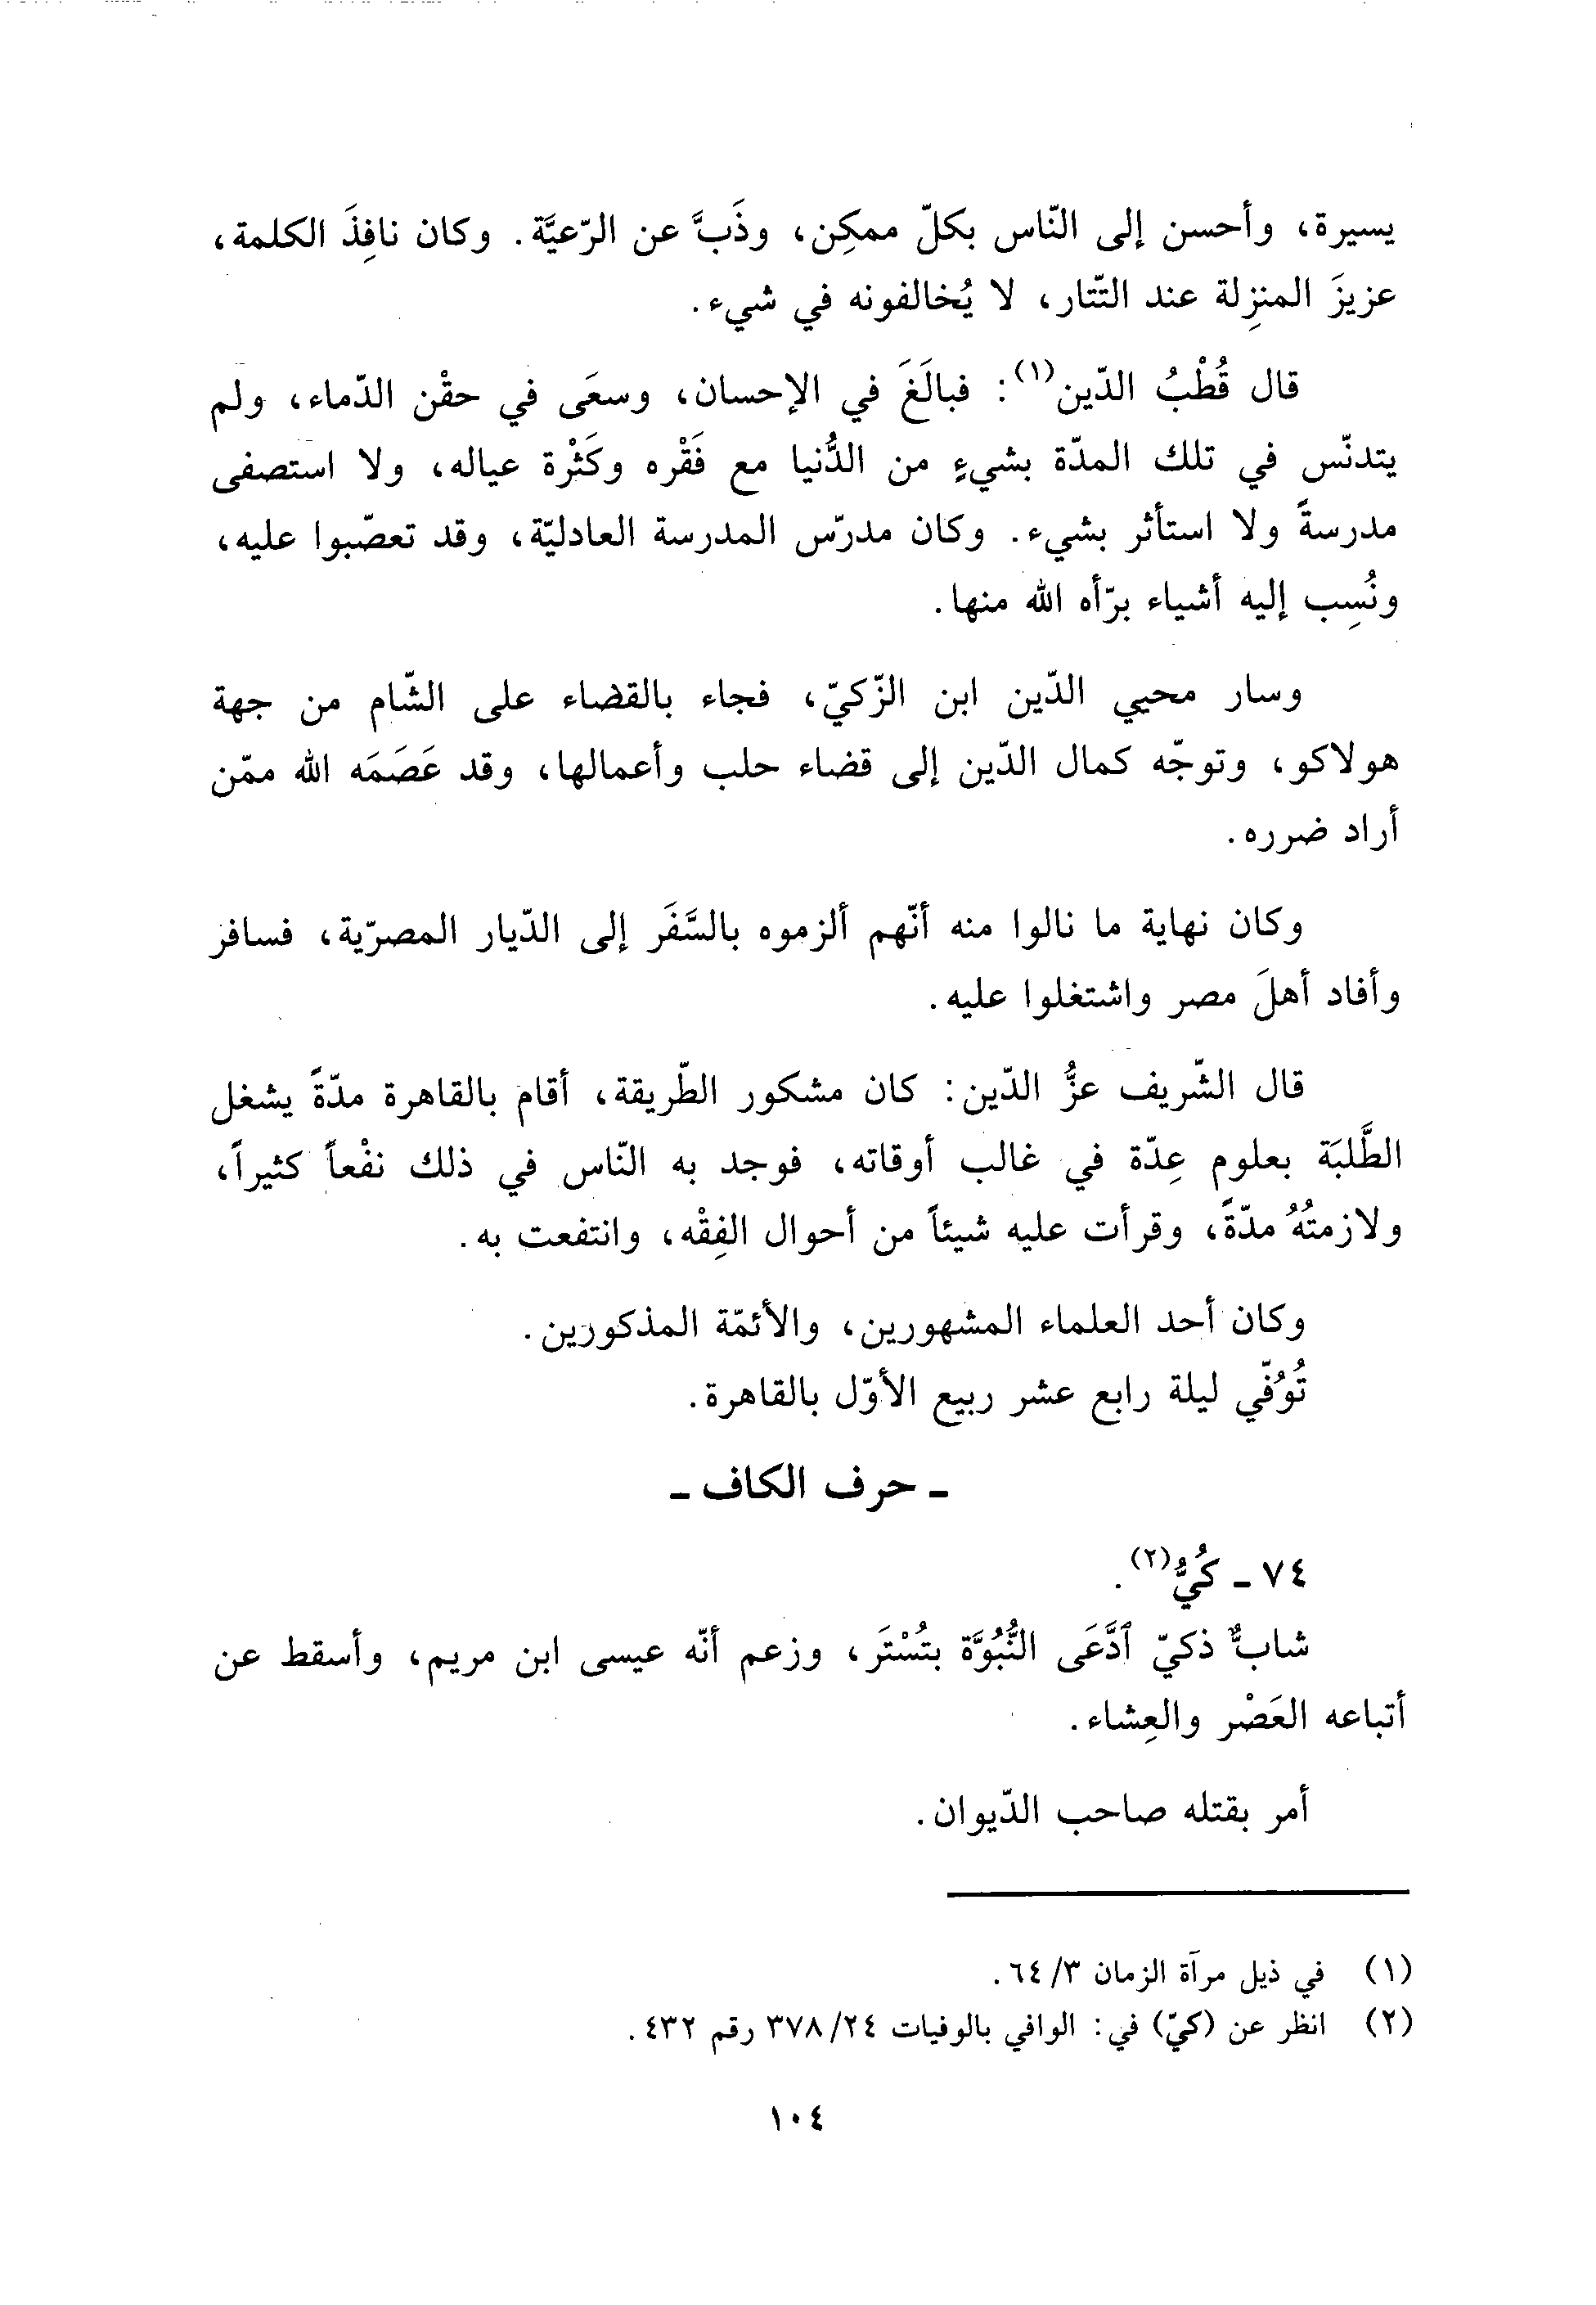 يسيرة، وأحسن إلى النّاس بكلّ ممكِن، وذَبَّ عن الرّعيَّة. وكان نافِذَ الكلمة،
عزيزَ المنزِلة عند التّتار، لا يُخالفونه في شيء.
قال قُطْبُ الدّين(١): فبالَغَ في الإحسان، وسعَى في حقْن الدّماء، ولم
يتدنّس في تلك المدّة بشيءٍ من الدُّنيا مع فَقْره وكَثْرة عياله، ولا استصفى
مدرسةً ولا استأثر بشيء. وكان مدرّس المدرسة العادليّة، وقد تعصّبوا عليه،
ونُسِب إليه أشياء برّأه الله منها.
وسار محيي الدّين ابن الزّكيّ، فجاء بالقضاء على الشّام من جهة
هولاكو، وتوجّه كمال الدّين إلى قضاء حلب وأعمالها، وقد عَصَمَه الله ممّن
أراد ضرره.
وكان نهاية ما نالوا منه أنّهم ألزموه بالسَّفَر إلى الدّيار المصرّية، فسافر
وأفاد أهلَ مصر واشتغلوا عليه.
قال الشّريف عزُّ الدّين: كان مشكور الطّريقة، أقام بالقاهرة مدّةً يشغل
الطَّلَبَة بعلوم عِدّة في غالب أوقاته، فوجد به النّاس في ذلك نفْعاً كثيراً،
ولازمتُهُ مدّةً، وقرأت عليه شيئاً من أحوال الفِقْه، وانتفعت به.
وكان أحد العلماء المشهورين، والأئمّة المذكورين.
تُوُفّي ليلة رابع عشر ربيع الأوّل بالقاهرة.
ـ حرف الكاف ـ
٧٤ ـ كُيُّ(٢).
شابٌّ ذكيّ ٱدَّعَى النُّبُوَّة بتُسْتَر، وزعم أنّه عيسى ابن مريم، وأسقط عن
أتباعه العَصْر والعِشاء.
أمر بقتله صاحب الدّيوان.
(١) في ذيل مرآة الزمان ٣/ ٦٤.
(٢) انظر عن (كيّ) في: الوافي بالوفيات ٢٤/ ٣٧٨ رقم ٤٣٢.
١٠٤